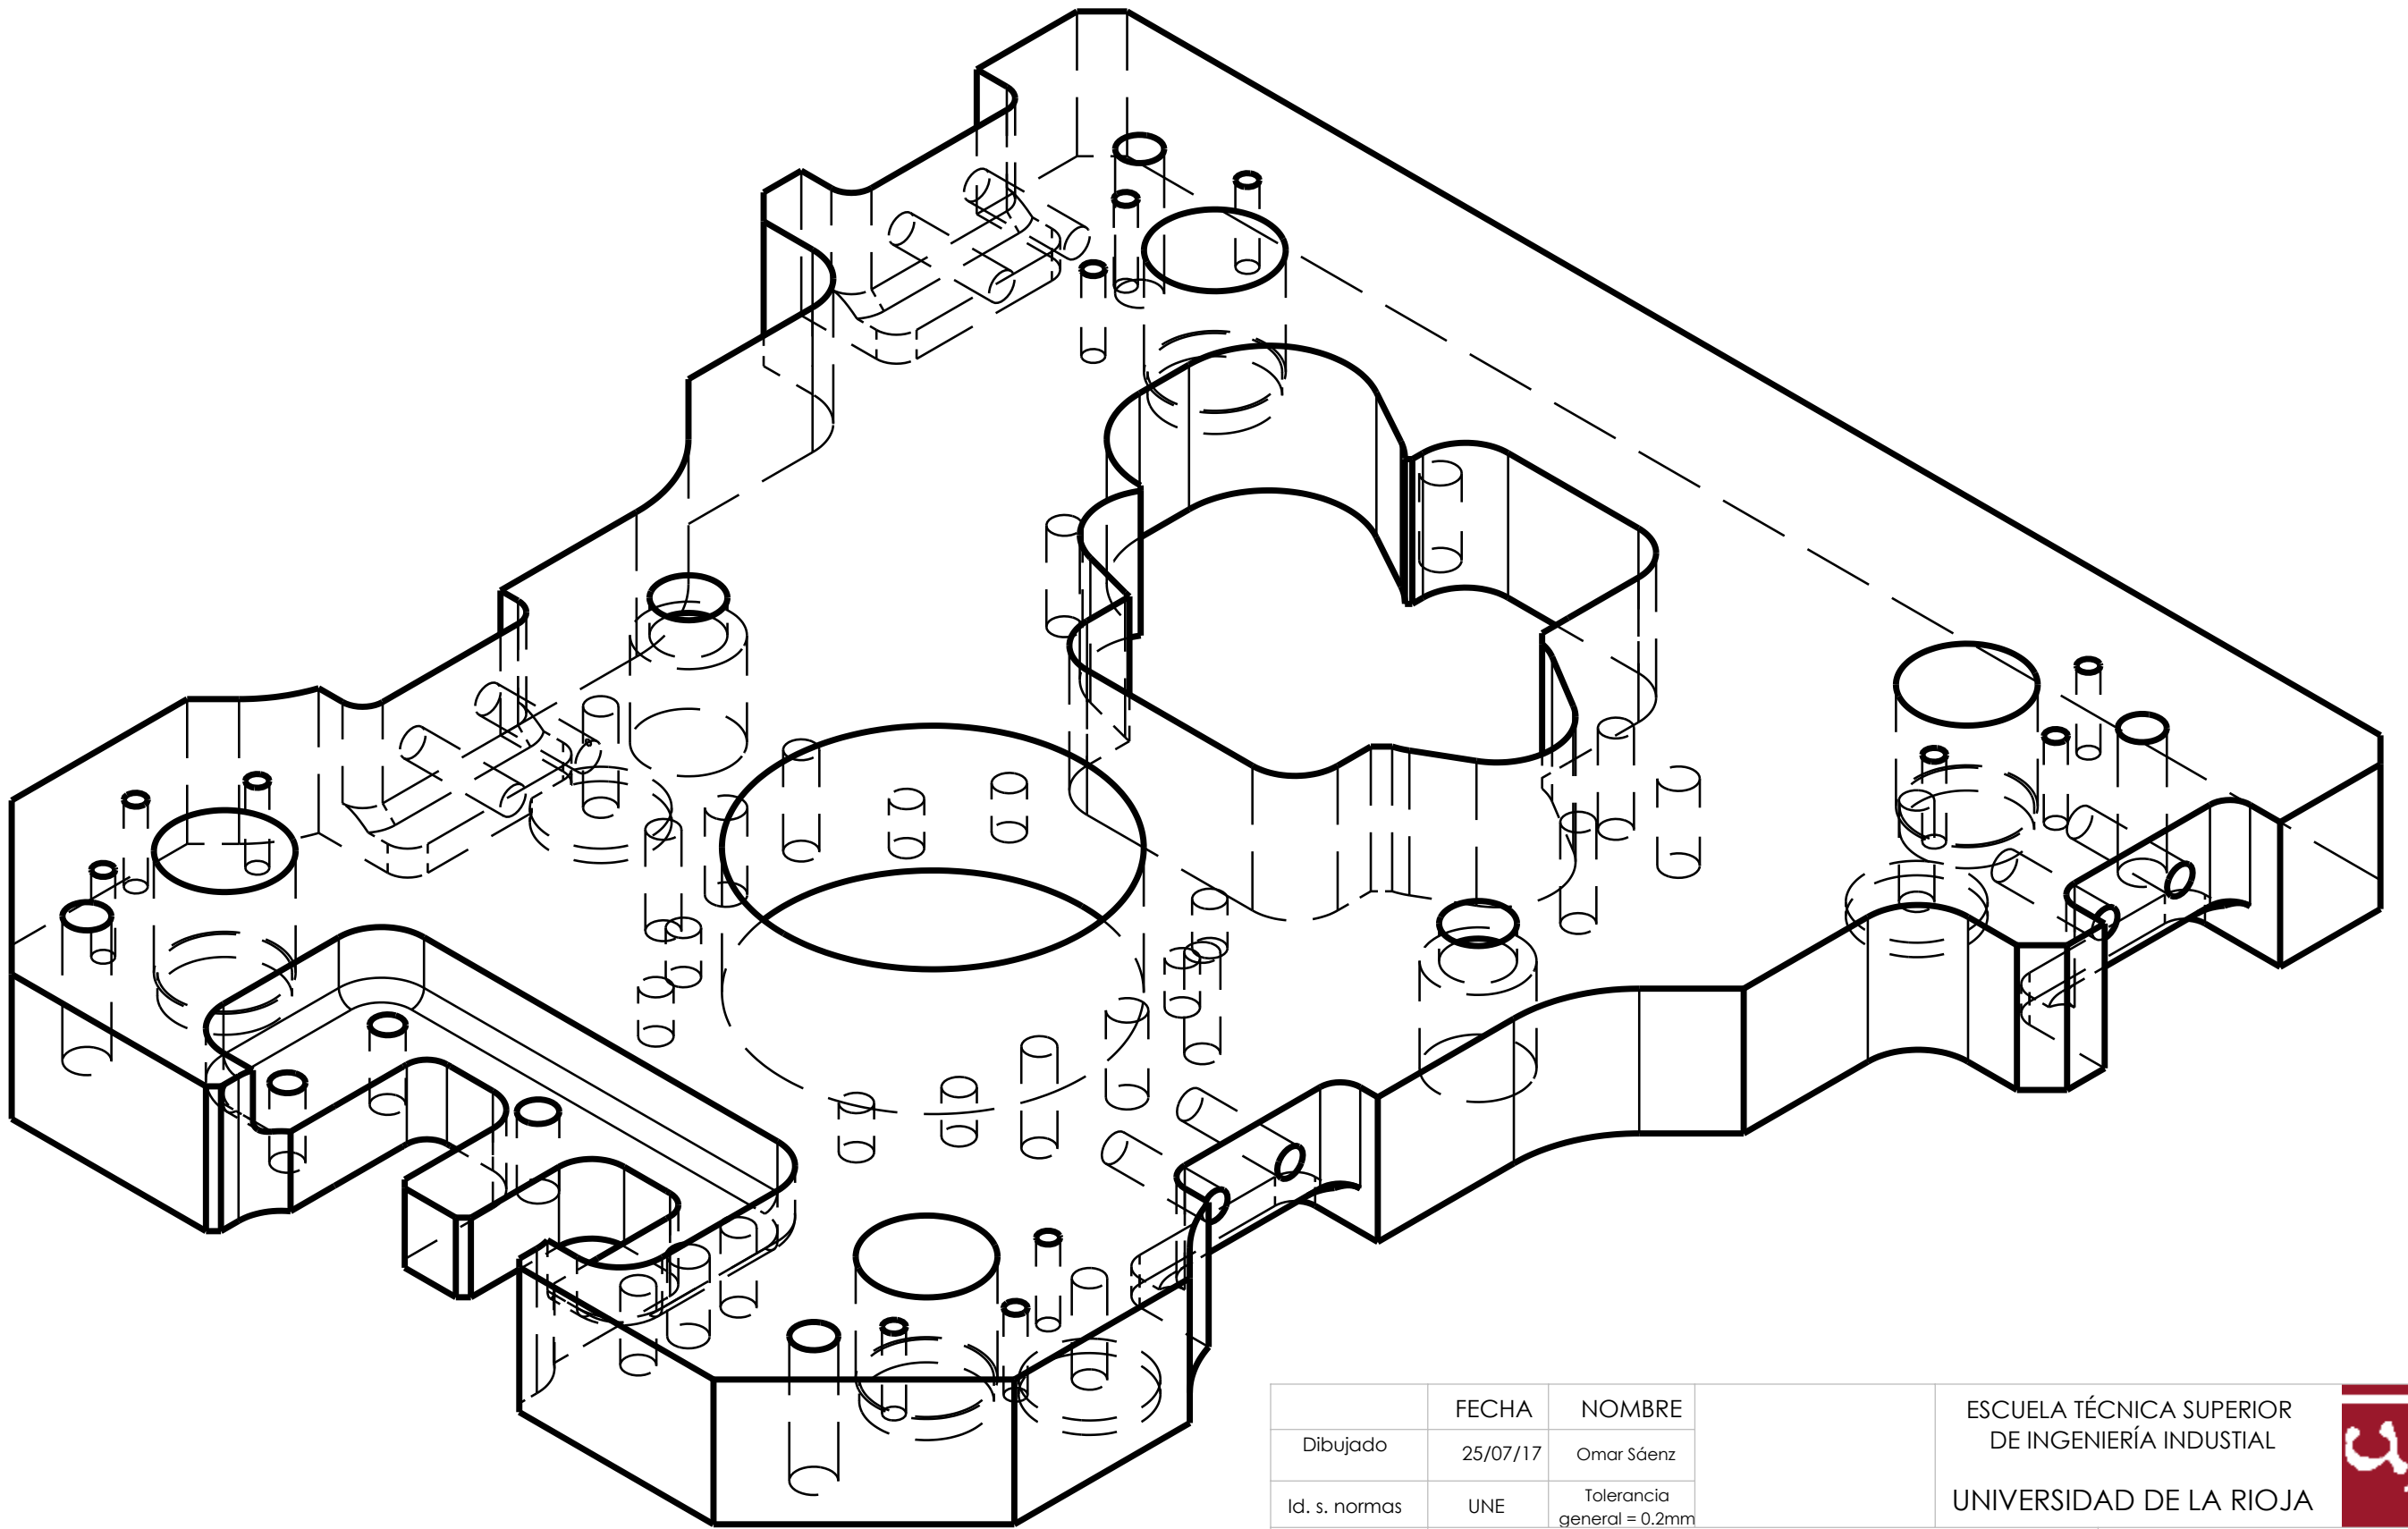 FECHA NOMBRE
Dibujado 25/07/17 Omar Sáenz
Id. s. normas UNE Tolerancia
general = 0.2mm
ESCUELA TÉCNICA SUPERIOR
DE INGENIERÍA INDUSTIAL
UNIVERSIDAD DE LA RIOJA